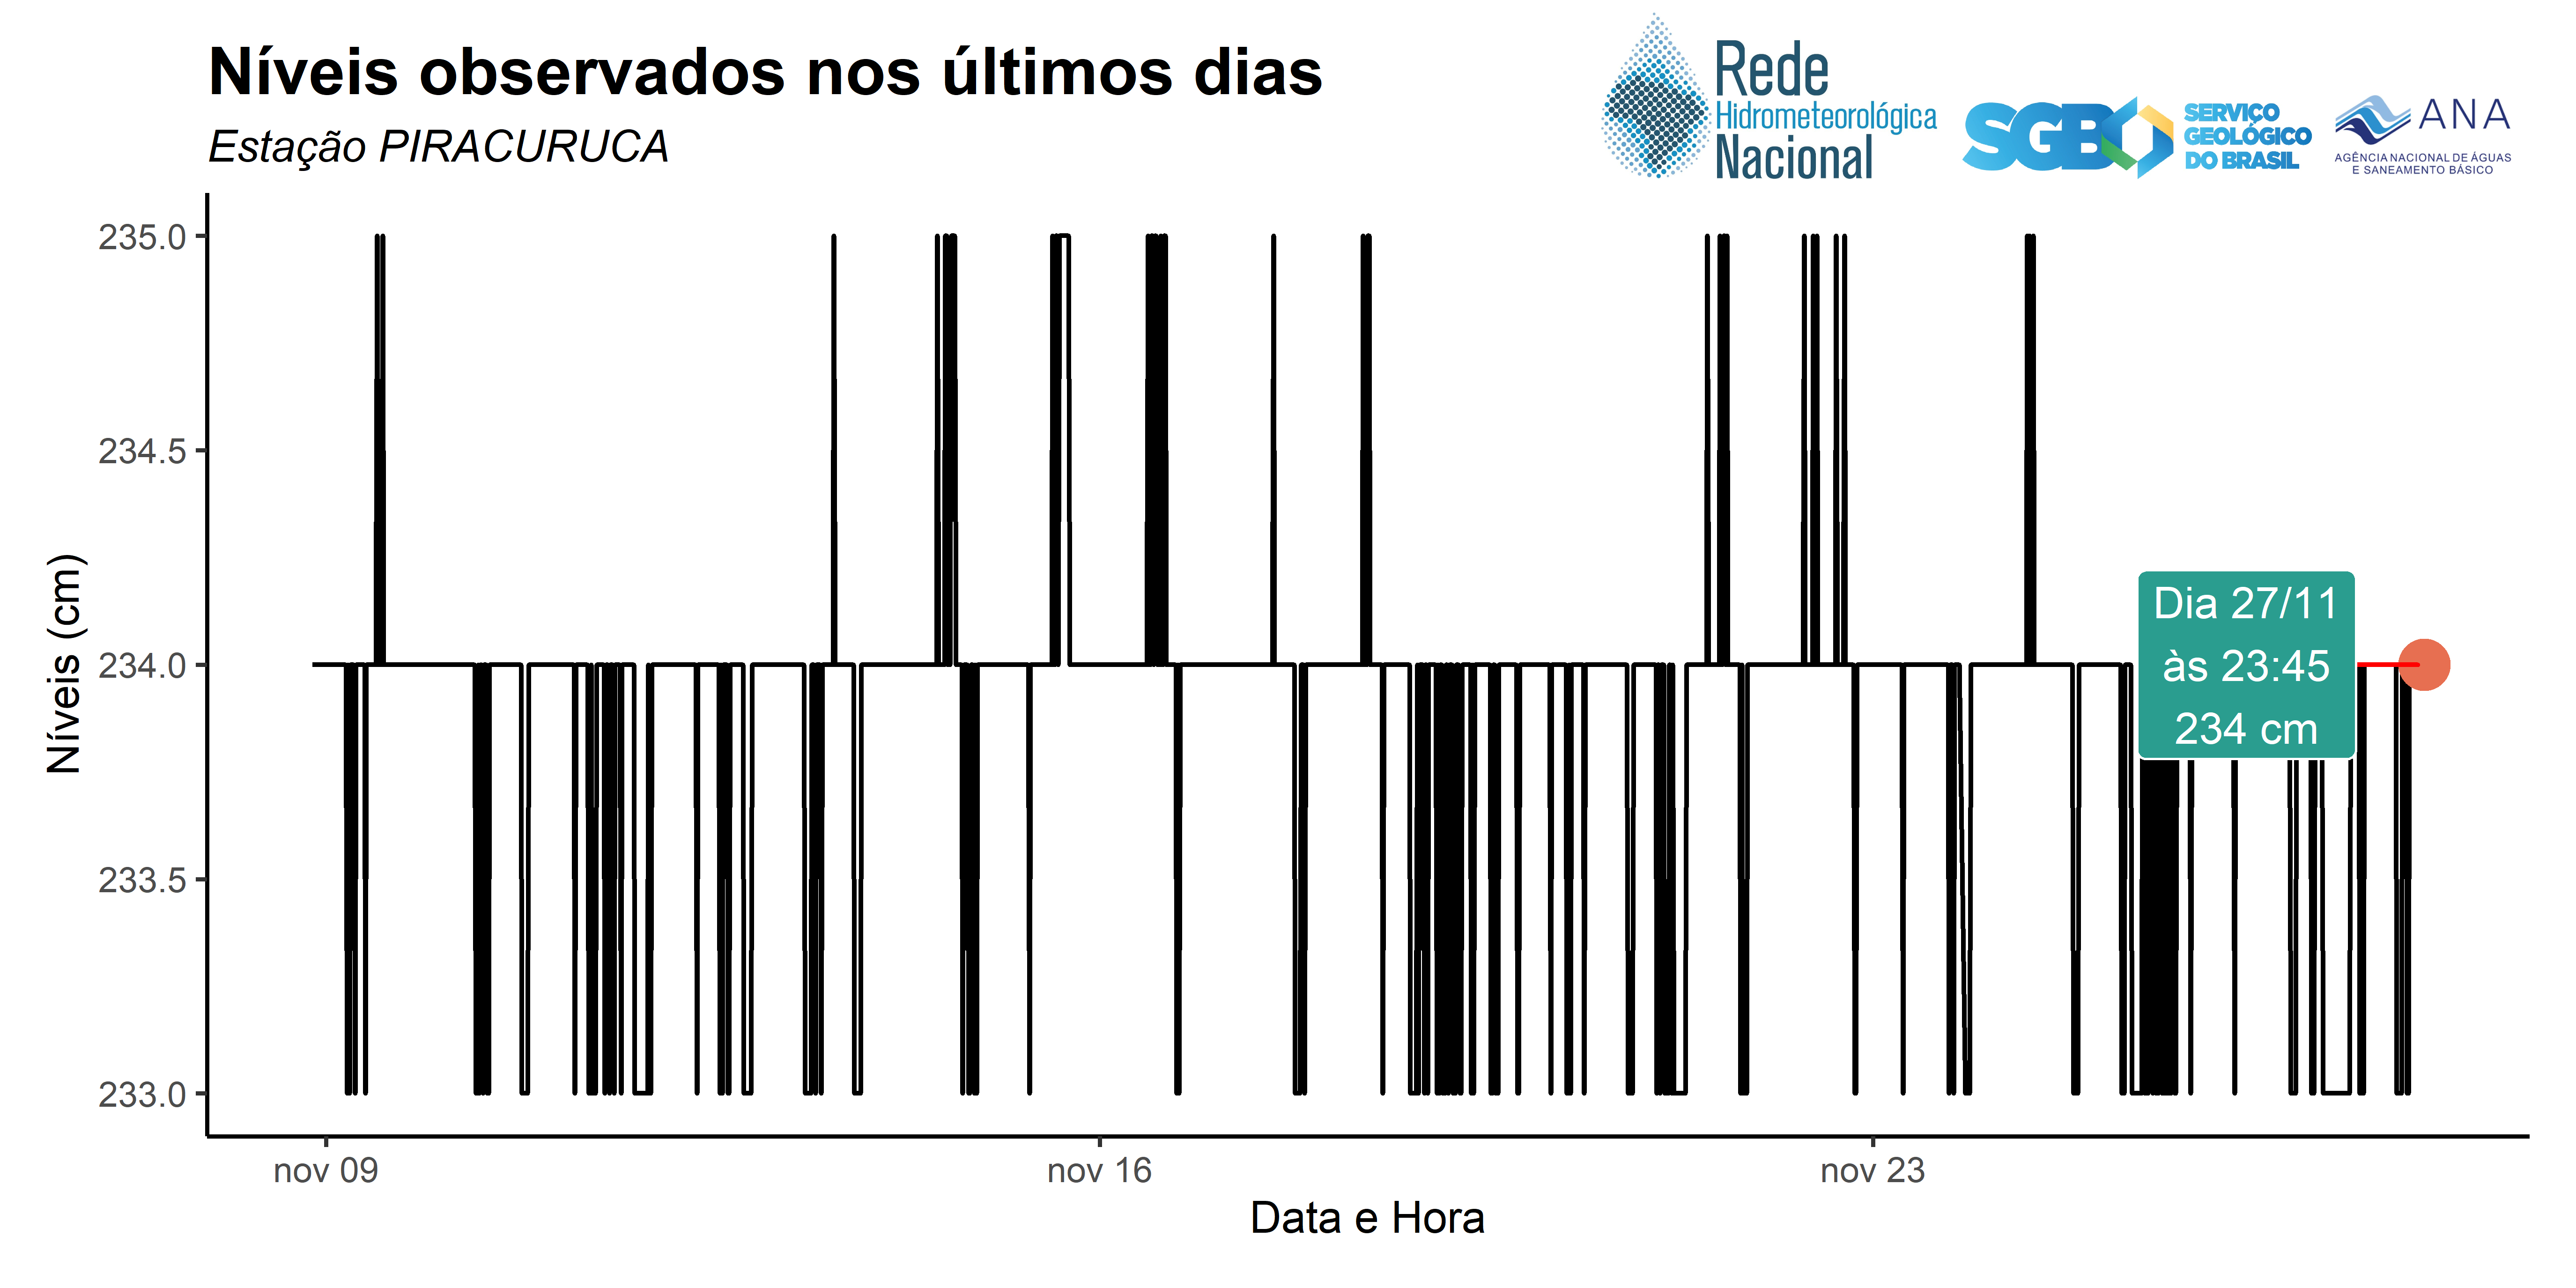 Níveis observados nos últimos dias
Estação PIRACURUCA
Rede
Hidrometeorológica
Nacional
SGB
SERVIÇO
GEOLÓGICO
DO BRASIL
ANA
AGÊNCIA NACIONAL DE ÁGUAS
E SANEAMENTO BÁSICO
Níveis (cm)
235.0
234.5
234.0
233.5
233.0
Dia 27/11
às 23:45
234 cm
nov 09
nov 16
nov 23
Data e Hora